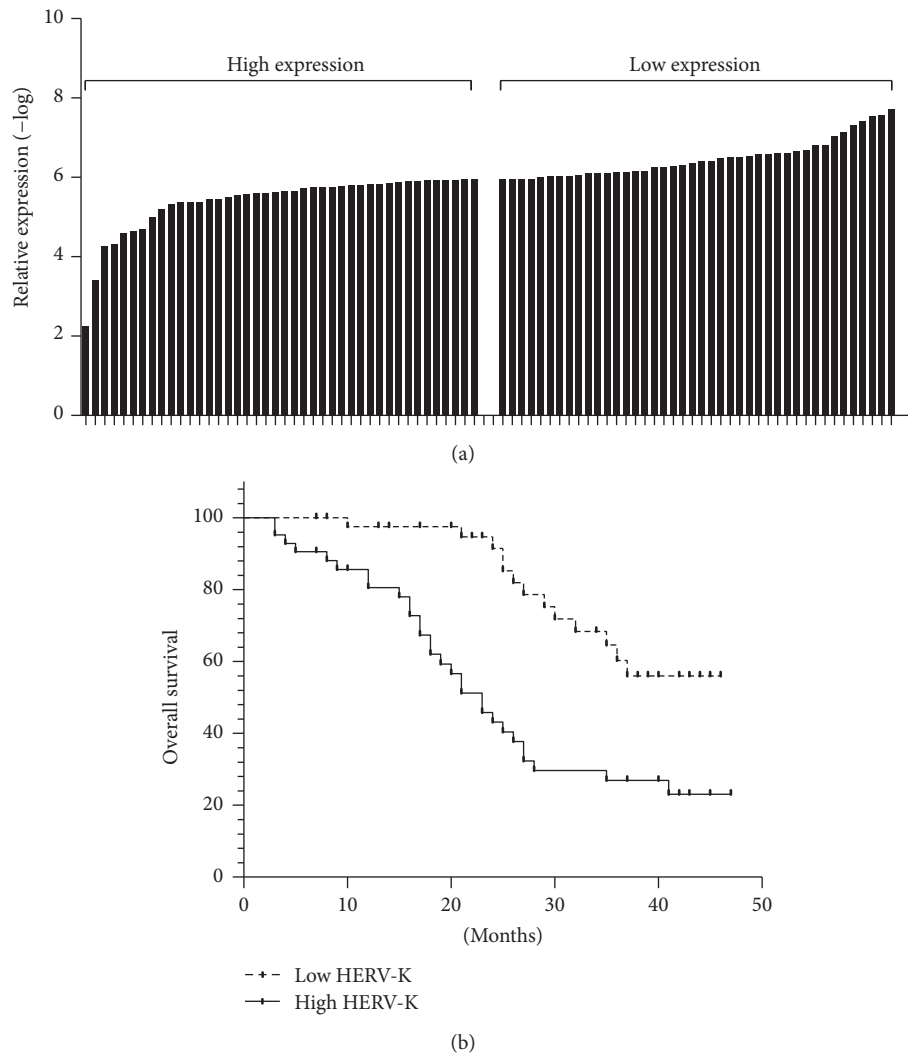 10
High expression
Low expression
8
6
4
2
0
Relative expression (−log)
(a)
100
80
60
40
20
0
Overall survival
0 10 20 30 40 50
(Months)
Low HERV-K
High HERV-K
(b)